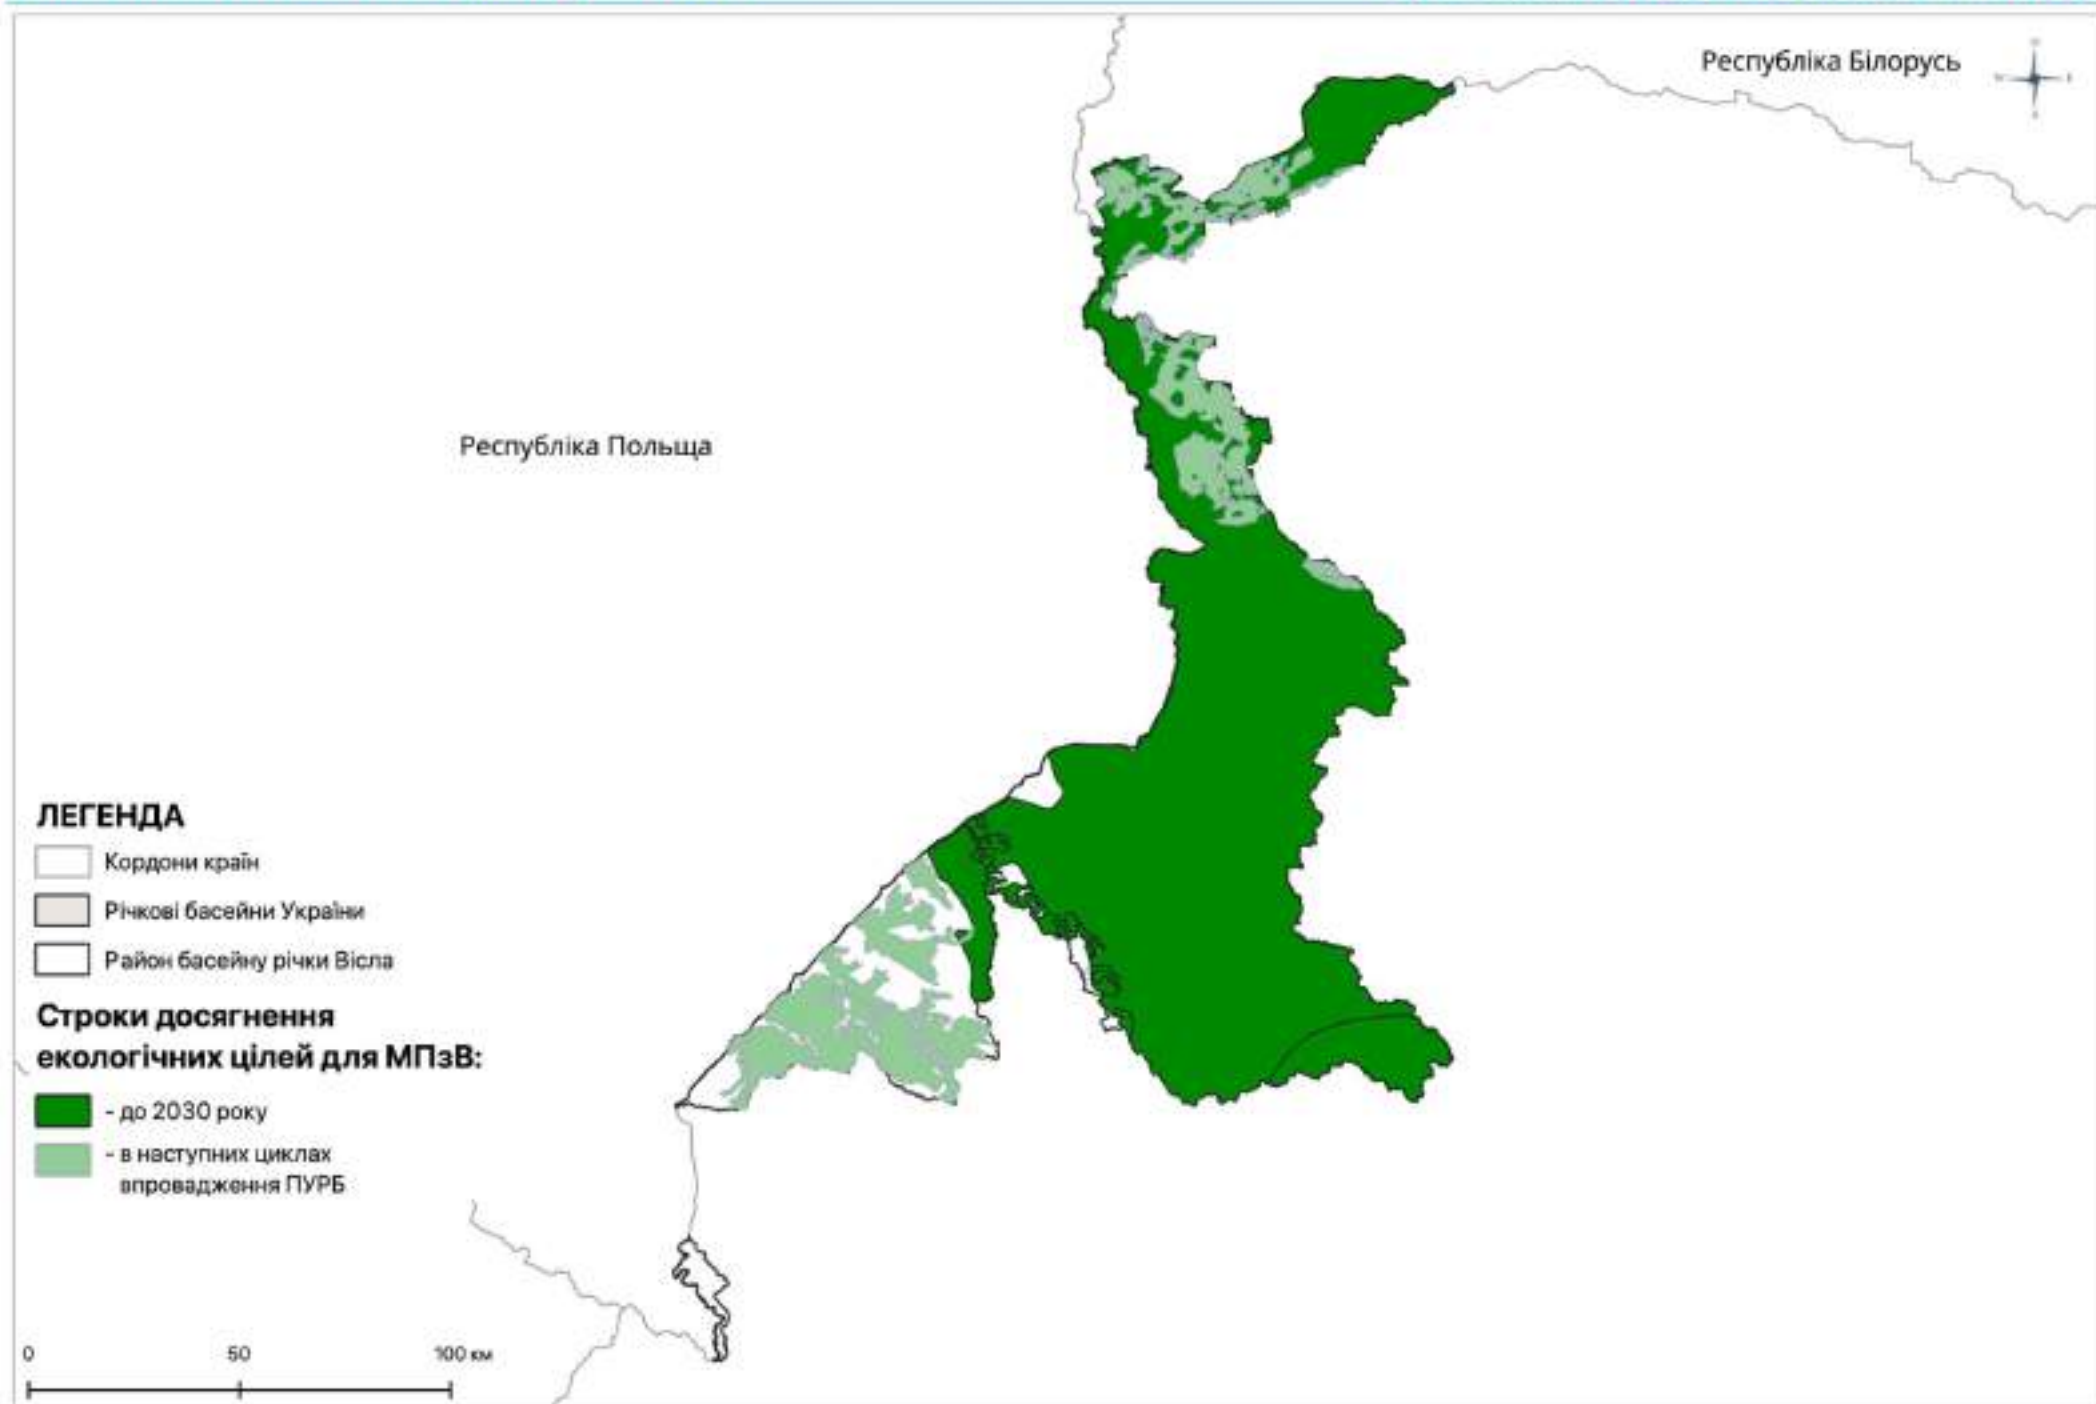 Республіка Білорусь
Республіка Польща
ЛЕГЕНДА
Кордони країн
Річкові басейни України
Район басейну річки Вісла
Строки досягнення
екологічних цілей для МПзВ:
- до 2030 року
- в наступних циклах
впровадження ПУРБ
0 50 100 км